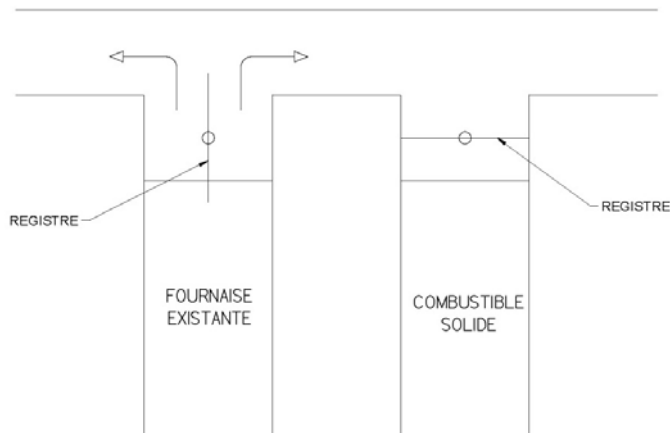 REGISTRE
REGISTRE
FOURNAISE
EXISTANTE
COMBUSTIBLE
SOLIDE